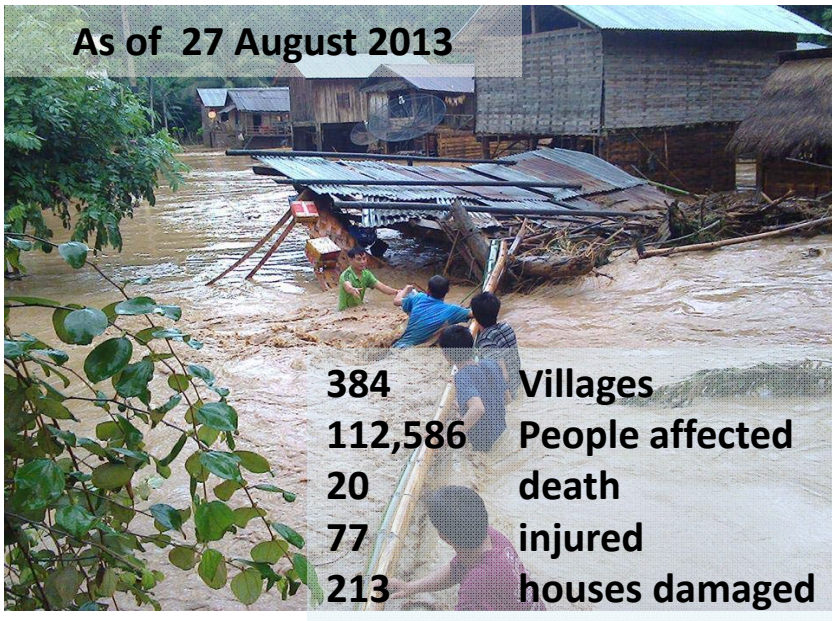 As of 27 August 2013
384 Villages
112,586 People affected
20 death
77 injured
213 houses damaged